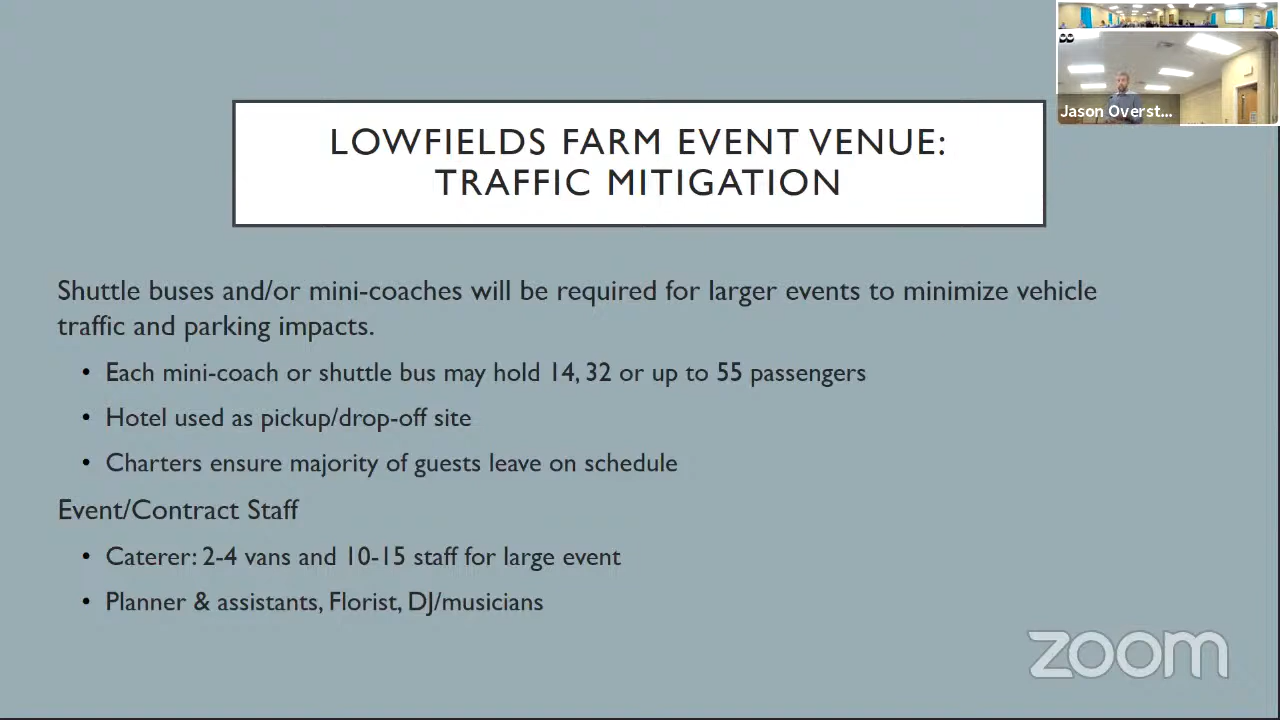 Jason Overst...
LOWFIELDS FARM EVENT VENUE:
TRAFFIC MITIGATION
Shuttle buses and/or mini-coaches will be required for larger events to minimize vehicle
traffic and parking impacts.
• Each mini-coach or shuttle bus may hold 14, 32 or up to 55 passengers
• Hotel used as pickup/drop-off site
• Charters ensure majority of guests leave on schedule
Event/Contract Staff
• Caterer: 2-4 vans and 10-15 staff for large event
• Planner & assistants, Florist, DJ/musicians
zoom